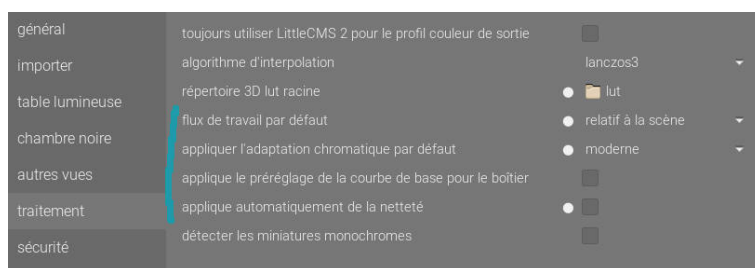 général
importer
table lumineuse
chambre noire
autres vues
traitement
sécurité
toujours utiliser LittleCMS 2 pour le profil couleur de sortie
algorithme d'interpolation lanczos3
répertoire 3D lut racine lut
flux de travail par défaut relatif à la scène
appliquer l'adaptation chromatique par défaut moderne
applique le préréglage de la courbe de base pour le boîtier
applique automatiquement de la netteté
détecter les miniatures monochromes